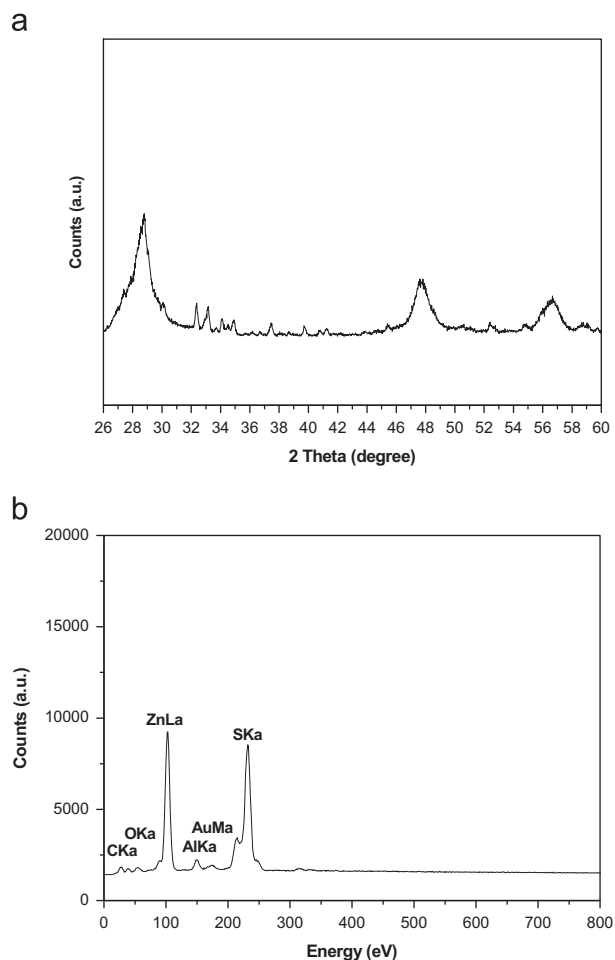 a
Counts (a.u.)
26 28 29 31 32 34 36 38 40 42 44 46 48 50 52 54 56 58 60
2 Theta (degree)
b
20000
15000
10000
5000
0
Counts (a.u.)
ZnLa
SKa
AuMa
OKa
AlKa
CKa
0 100 200 300 400 500 600 700 800
Energy (eV)